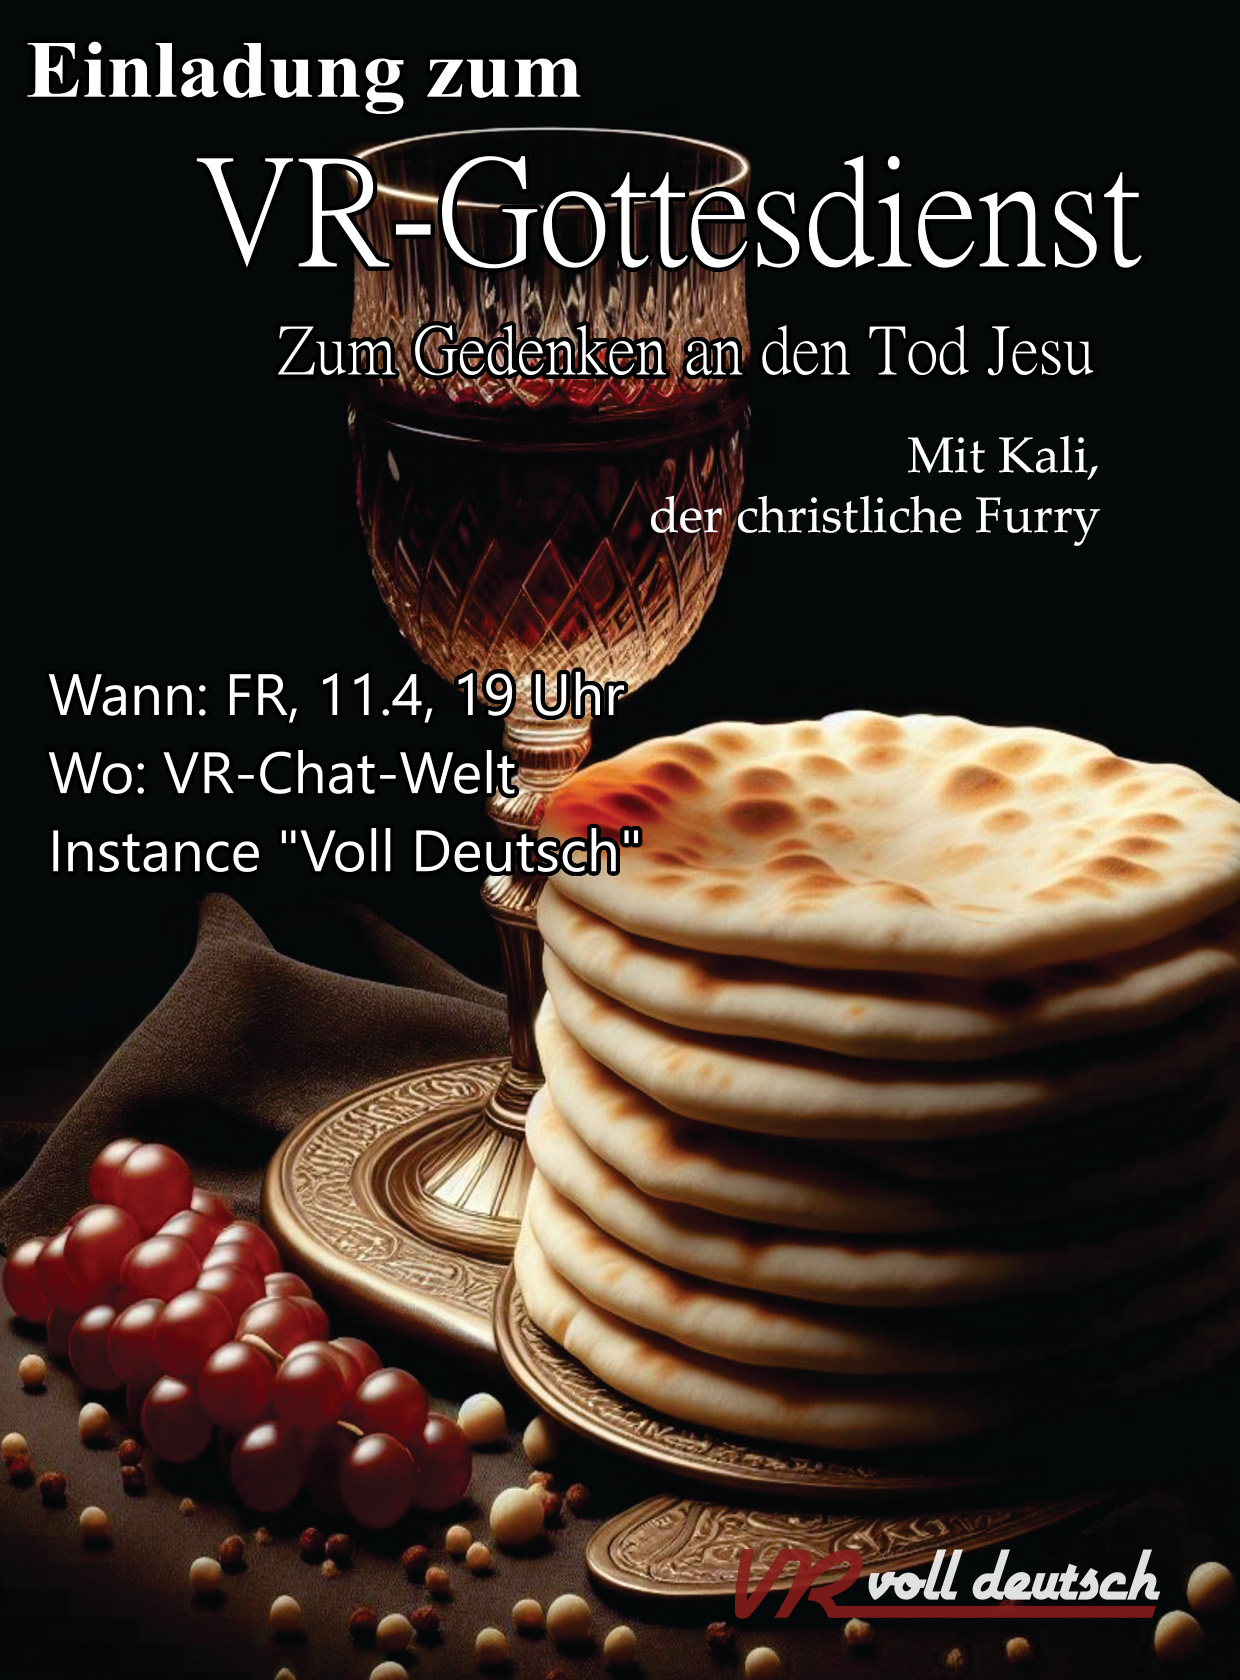 Einladung zum
VR-Gottesdienst
Zum Gedenken an den Tod Jesu
Mit Kali,
der christliche Furry
Wann: FR, 11.4, 19 Uhr
Wo: VR-Chat-Welt
Instance "Voll Deutsch"
VR voll deutsch